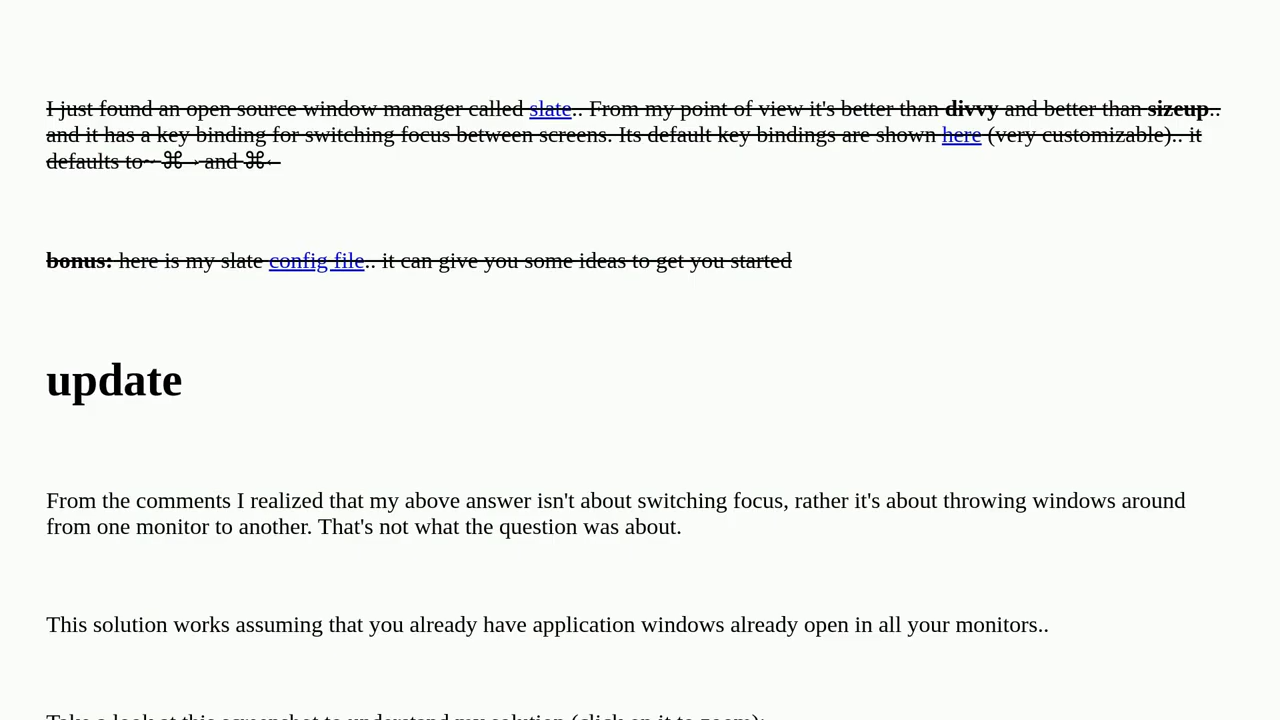 I just found an open source window manager called slate.. From my point of view it's better than divvy and better than sizeup..
and it has a key binding for switching focus between screens. Its default key bindings are shown here (very customizable).. it
defaults to ⌘→ and ⌘←
bonus: here is my slate config file.. it can give you some ideas to get you started
update
From the comments I realized that my above answer isn't about switching focus, rather it's about throwing windows around
from one monitor to another. That's not what the question was about.
This solution works assuming that you already have application windows already open in all your monitors..
Take a look at this screenshot to understand my solution (click on it to zoom):